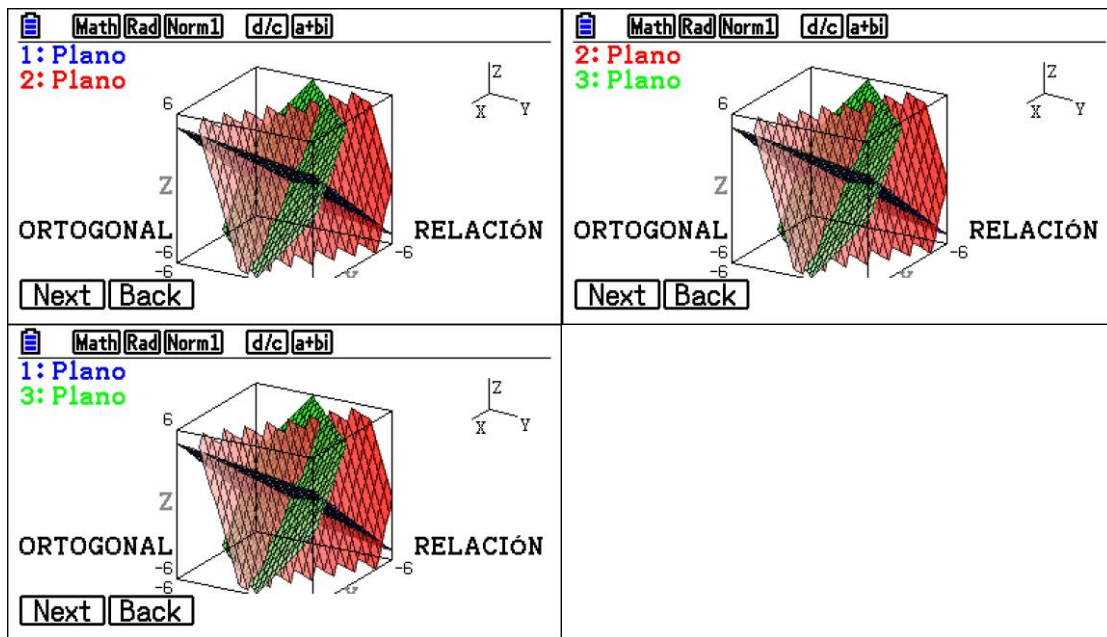 Math Rad Norm1 d/c a+bi
1: Plano
2: Plano
6
Z
X Y
Z
ORTOGONAL RELACIÓN
-6 -6
-6
Next Back
Math Rad Norm1 d/c a+bi
2: Plano
3: Plano
6
Z
X Y
Z
ORTOGONAL RELACIÓN
-6 -6
-6
Next Back
Math Rad Norm1 d/c a+bi
1: Plano
3: Plano
6
Z
X Y
Z
ORTOGONAL RELACIÓN
-6 -6
-6
Next Back